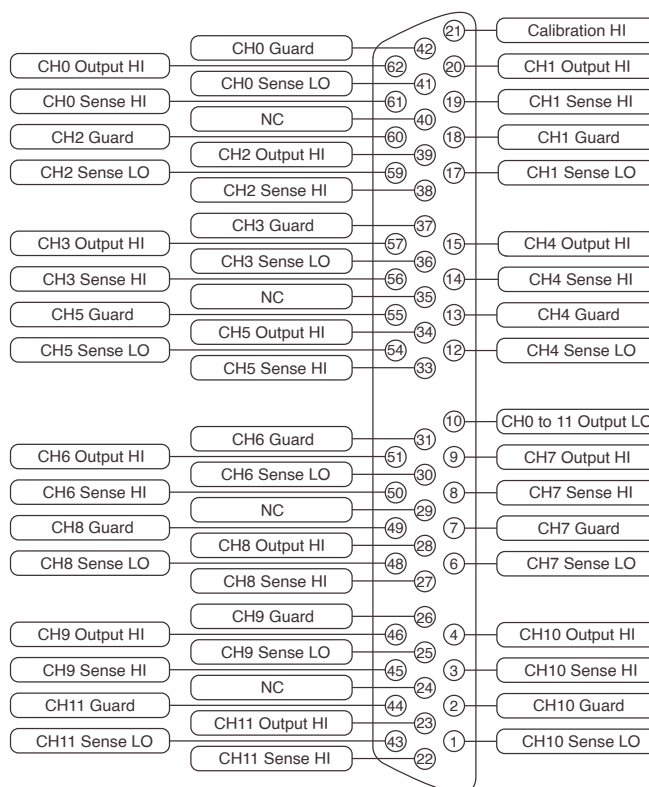 21 Calibration HI
CH0 Guard 42
CH0 Output HI 62 20 CH1 Output HI
CH0 Sense LO 41
CH0 Sense HI 61 19 CH1 Sense HI
NC 40
CH2 Guard 60 18 CH1 Guard
CH2 Output HI 39
CH2 Sense LO 59 17 CH1 Sense LO
CH2 Sense HI 38
CH3 Guard 37
CH3 Output HI 57 15 CH4 Output HI
CH3 Sense LO 36
CH3 Sense HI 56 14 CH4 Sense HI
NC 35
CH5 Guard 55 13 CH4 Guard
CH5 Output HI 34
CH5 Sense LO 54 12 CH4 Sense LO
CH5 Sense HI 33
10 CH0 to 11 Output LO
CH6 Guard 31
CH6 Output HI 51 9 CH7 Output HI
CH6 Sense LO 30
CH6 Sense HI 50 8 CH7 Sense HI
NC 29
CH8 Guard 49 7 CH7 Guard
CH8 Output HI 28
CH8 Sense LO 48 6 CH7 Sense LO
CH8 Sense HI 27
CH9 Guard 26
CH9 Output HI 46 4 CH10 Output HI
CH9 Sense LO 25
CH9 Sense HI 45 3 CH10 Sense HI
NC 24
CH11 Guard 44 2 CH10 Guard
CH11 Output HI 23
CH11 Sense LO 43 1 CH10 Sense LO
CH11 Sense HI 22